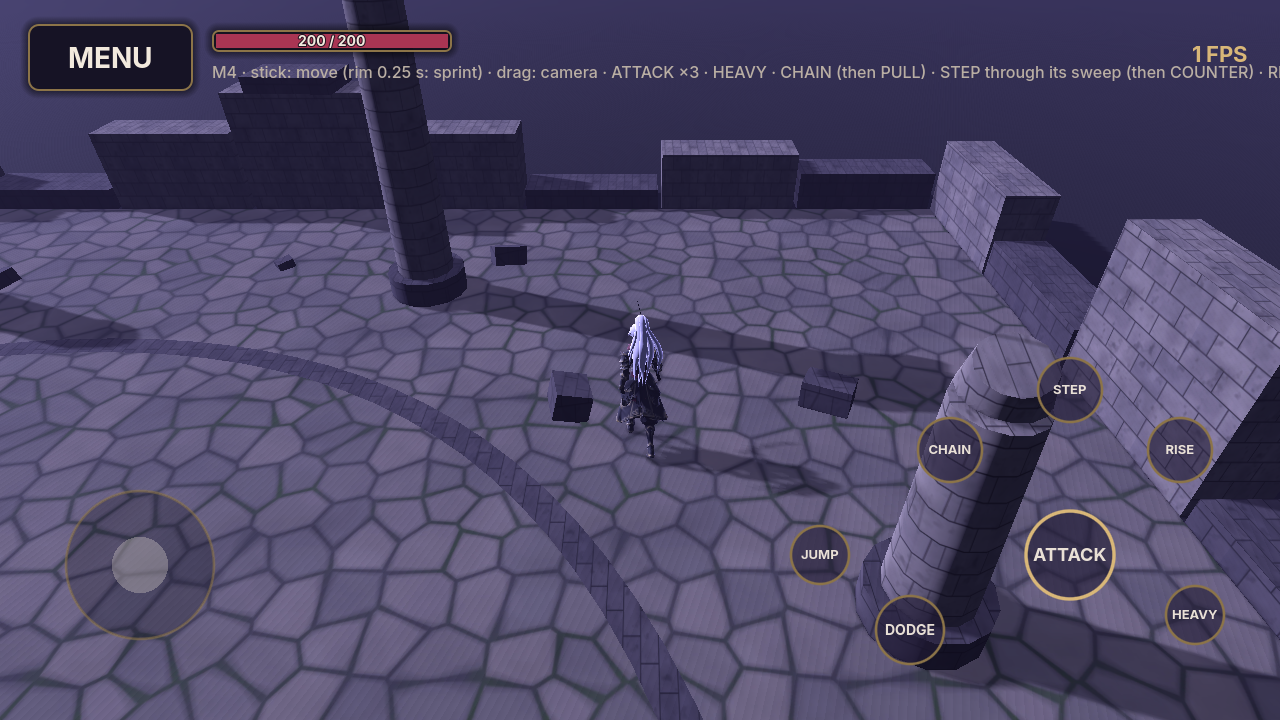 MENU
200 / 200
1 FPS
M4 · stick: move (rim 0.25 s: sprint) · drag: camera · ATTACK ×3 · HEAVY · CHAIN (then PULL) · STEP through its sweep (then COUNTER) ·
STEP
CHAIN
RISE
JUMP
ATTACK
DODGE
HEAVY